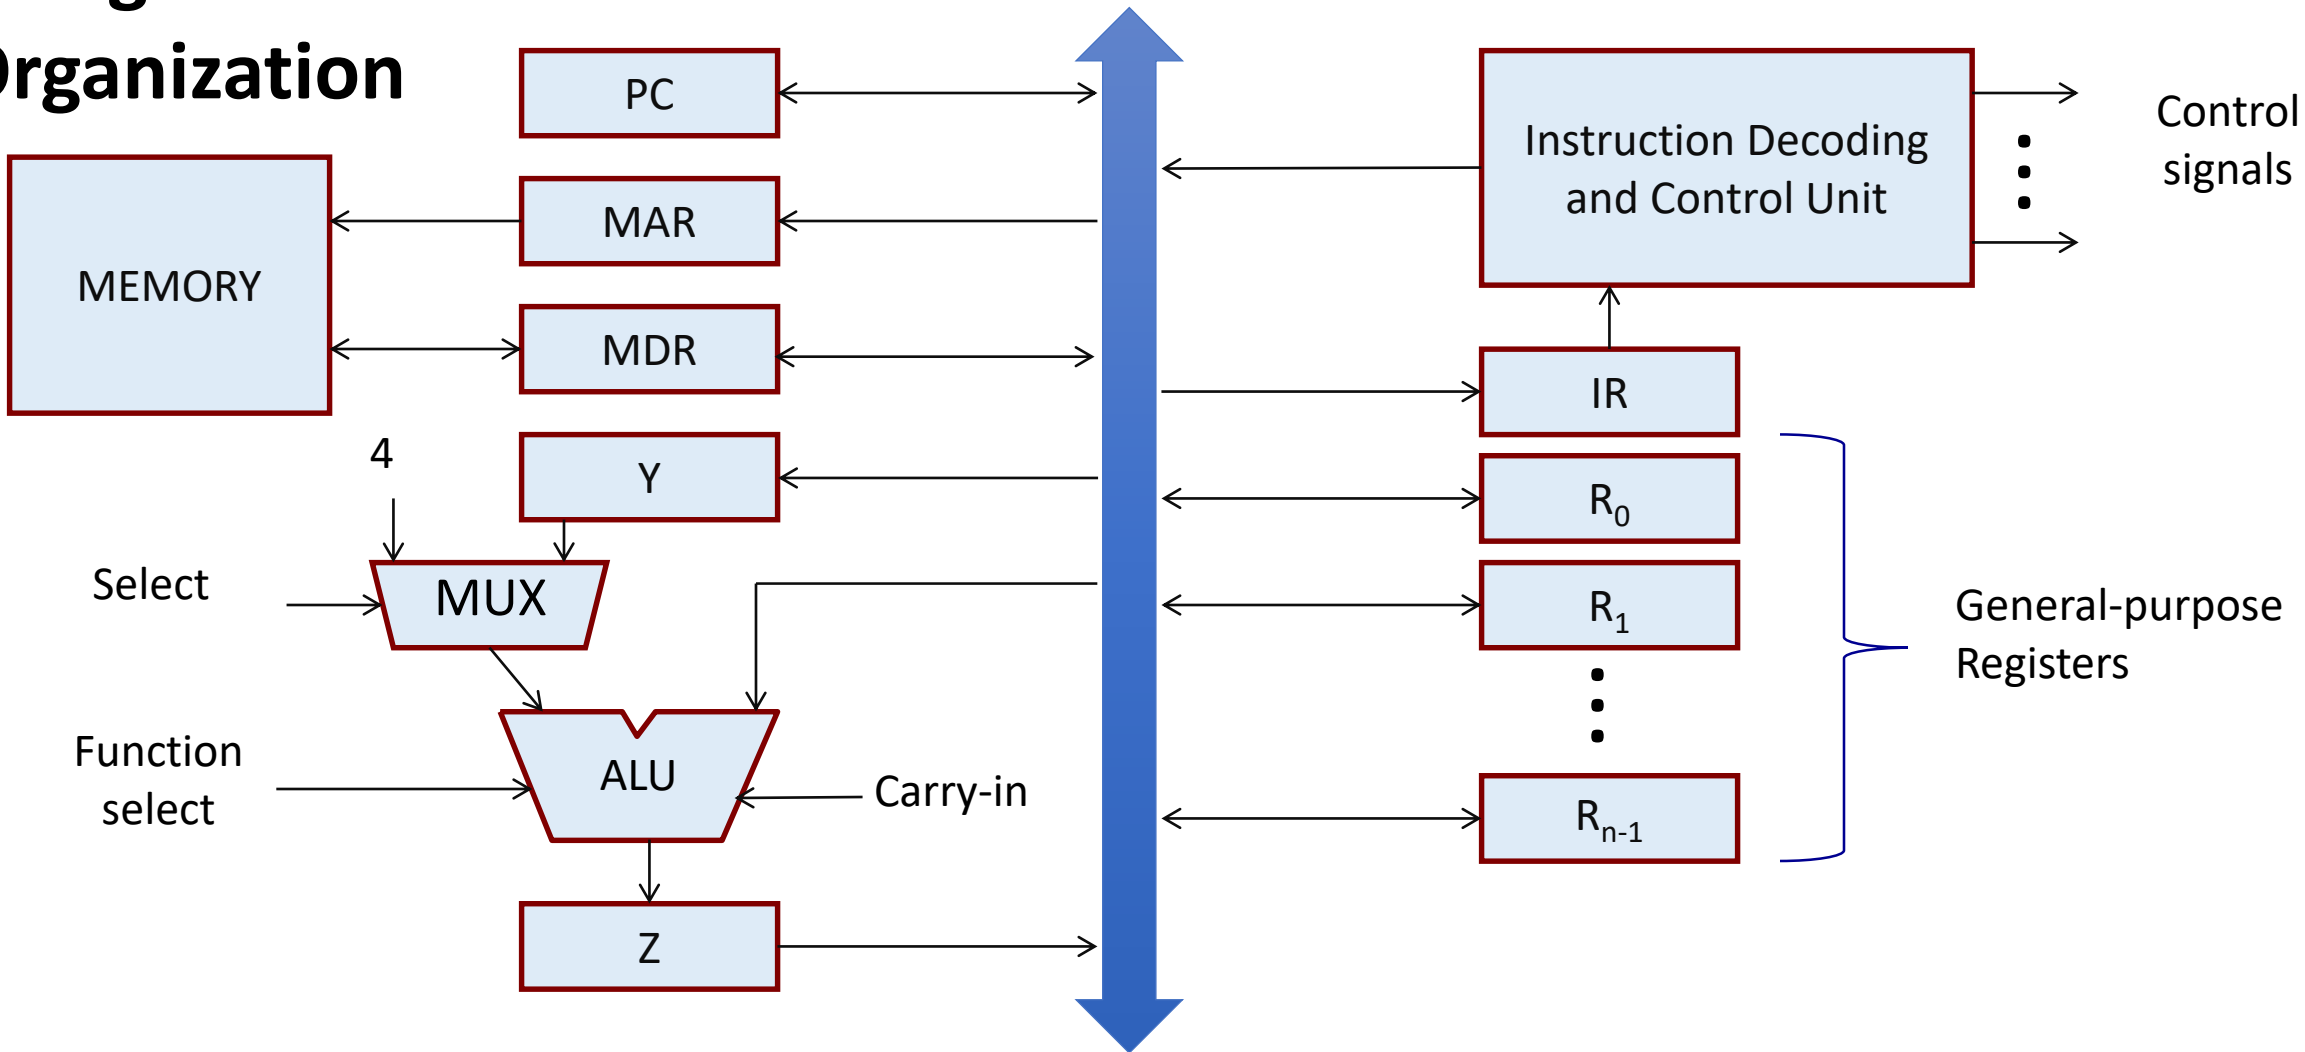 Organization
PC
MAR
MEMORY
MDR
4
Y
Select
MUX
Function
select
ALU
Carry-in
Z
Instruction Decoding
and Control Unit
Control
signals
IR
R0
R1
Rn-1
General-purpose
Registers